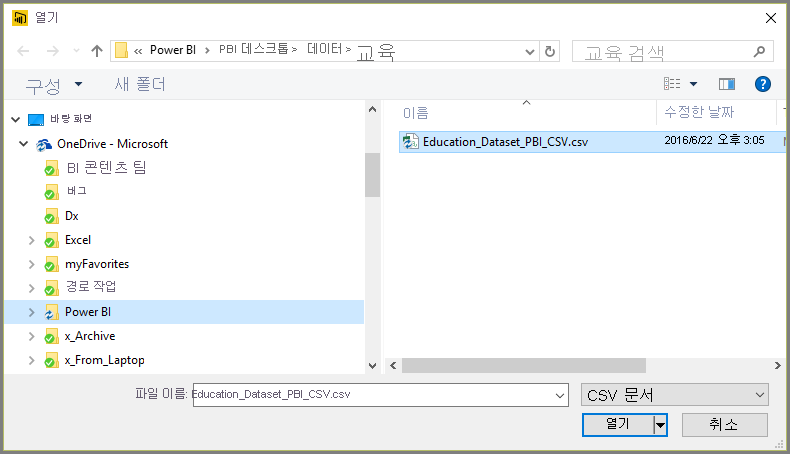 열기
« Power BI > PBI 데스크톱 > 데이터 > 교육
교육 검색
구성
새 폴더
이름
수정한 날짜
바탕 화면
OneDrive - Microsoft
BI 콘텐츠 팀
버그
Dx
Excel
myFavorites
경로 작업
Power BI
x_Archive
x_From_Laptop
Education_Dataset_PBI_CSV.csv
2016/6/22 오후 3:05
파일 이름: Education_Dataset_PBI_CSV.csv
CSV 문서
열기
취소